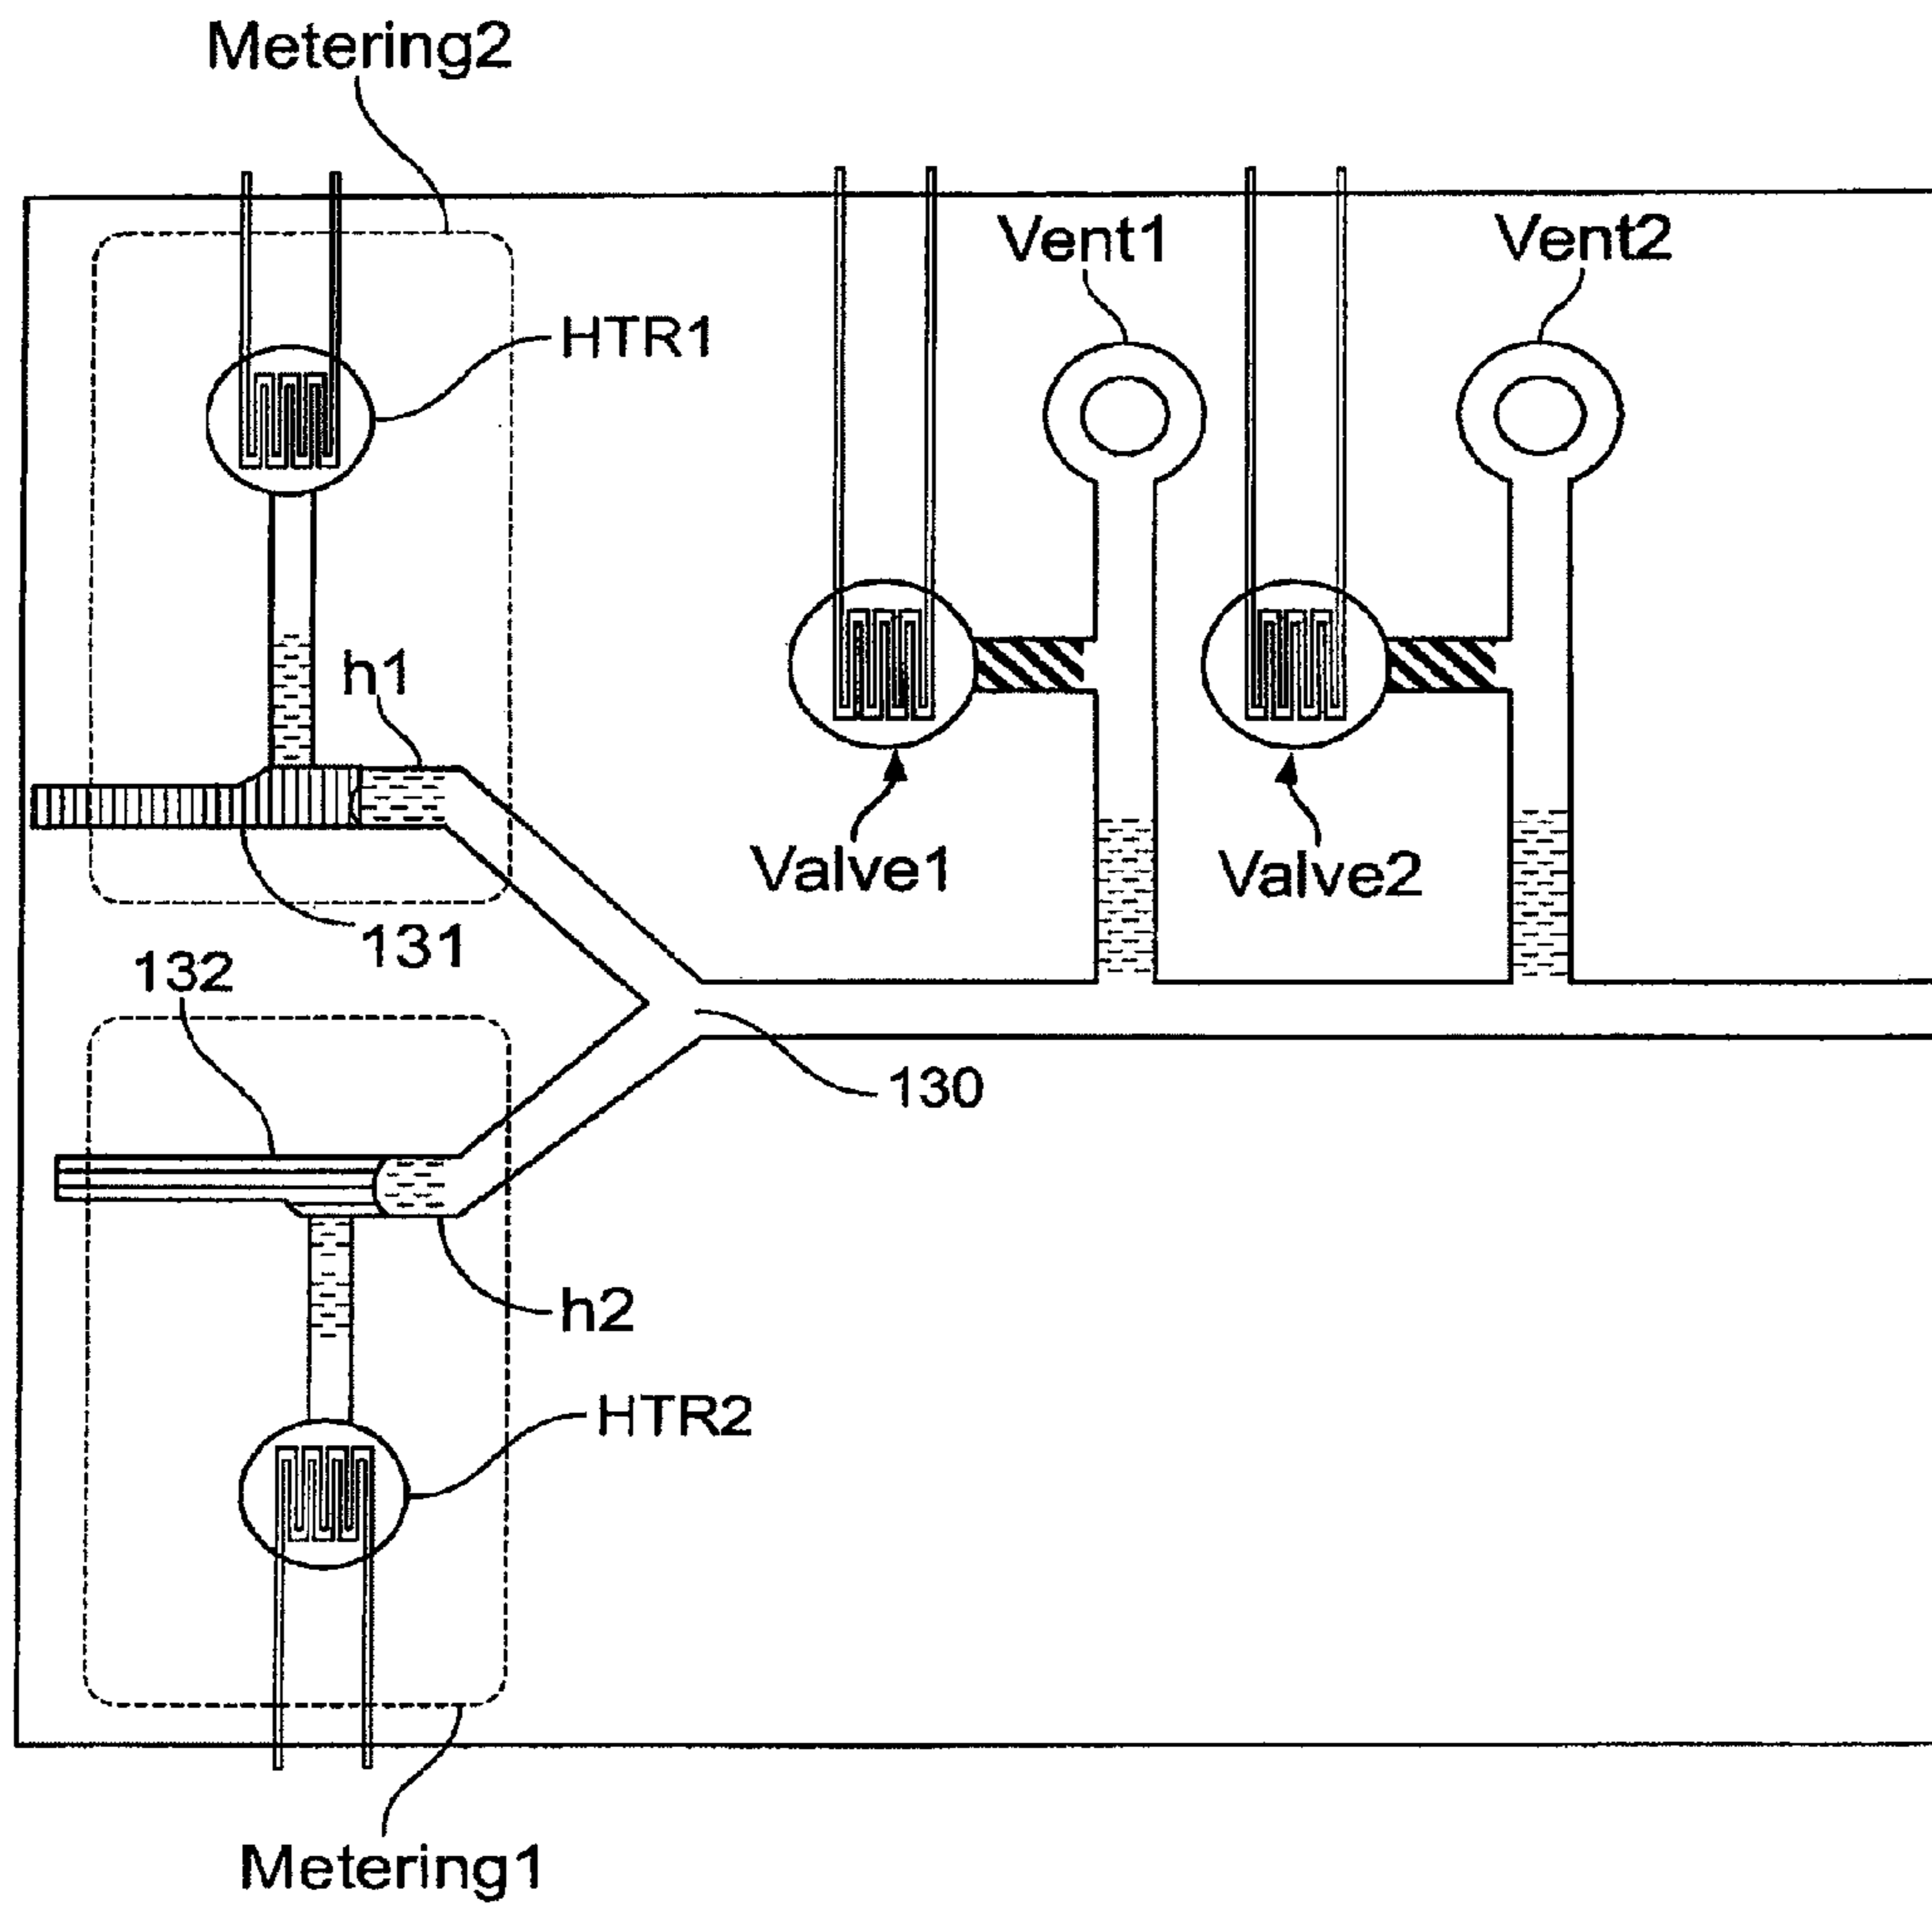 Metering2
Vent1
Vent2
HTR1
h1
Valve1
Valve2
131
132
130
h2
HTR2
Metering1